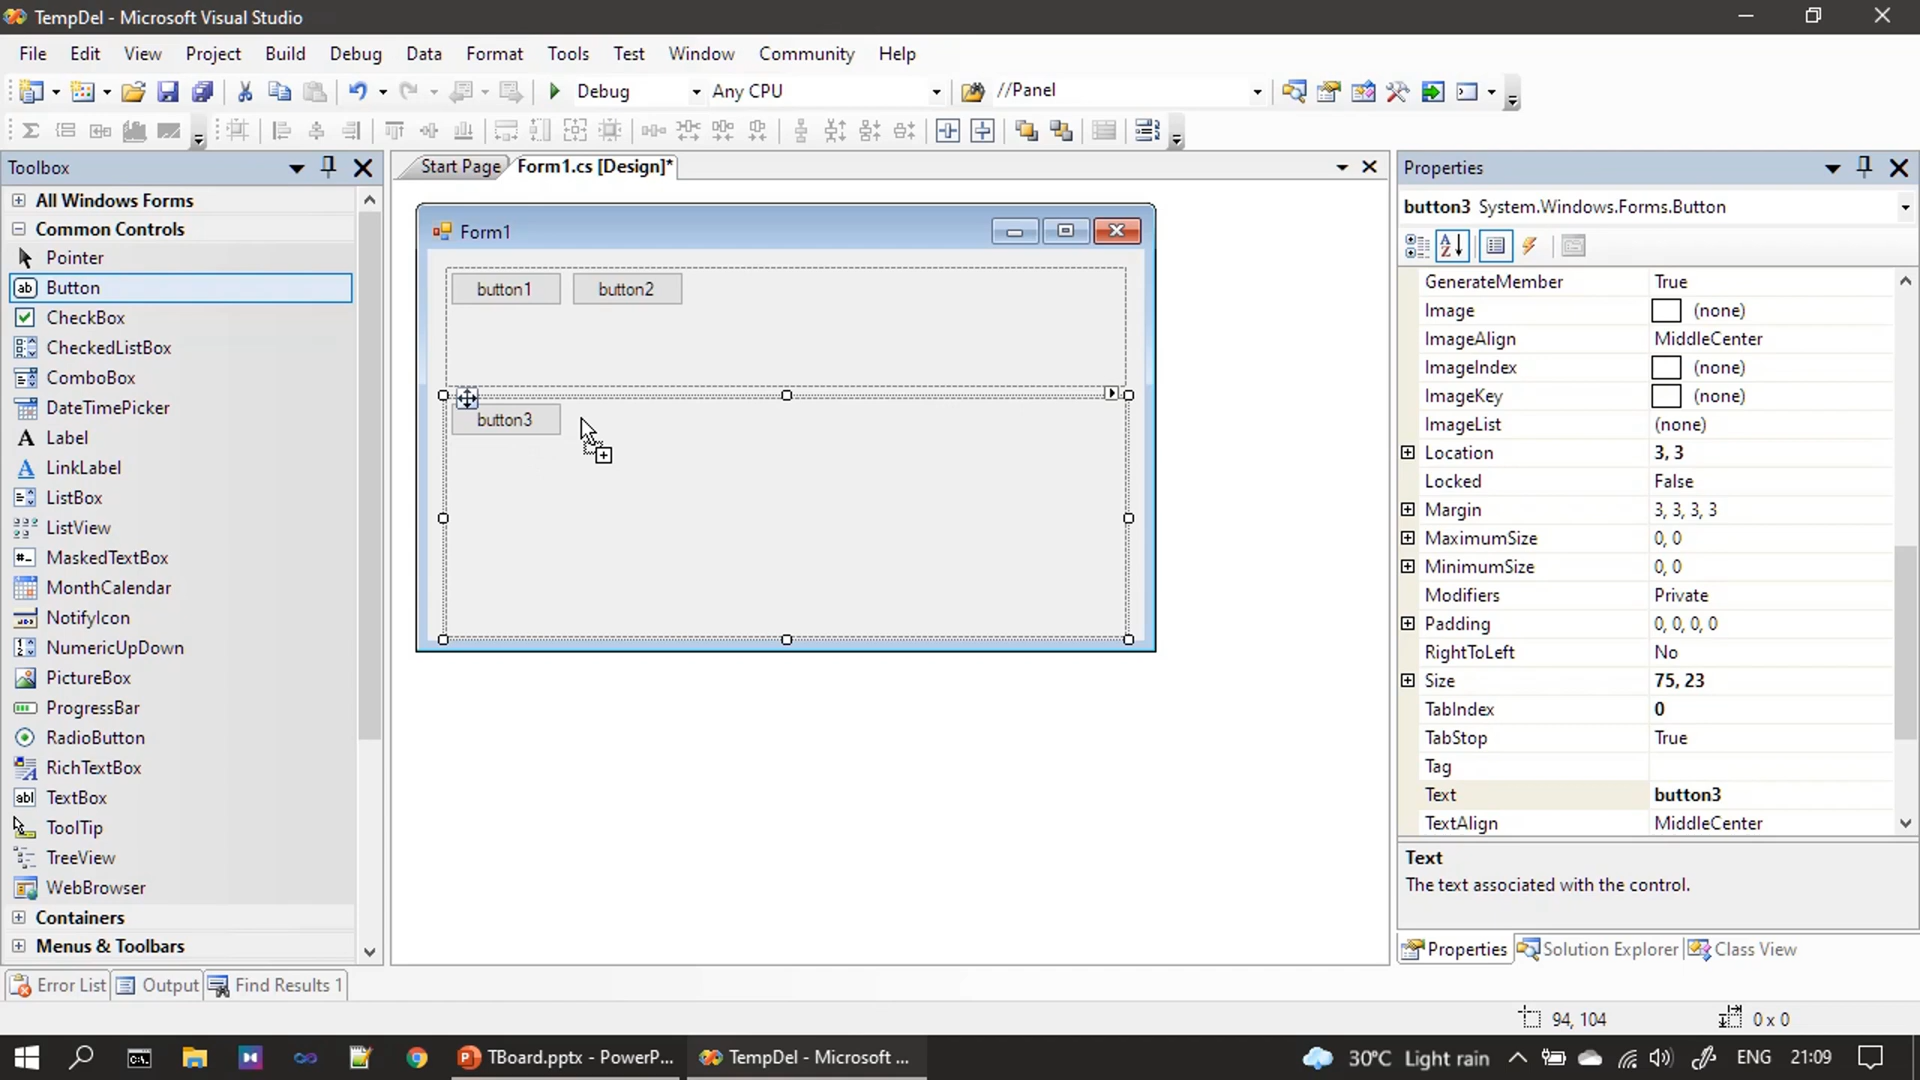 TempDel - Microsoft Visual Studio
File Edit View Project Build Debug Data Format Tools Test Window Community Help
Debug Any CPU //Panel
Toolbox
All Windows Forms
Common Controls
Pointer
Button
CheckBox
CheckedListBox
ComboBox
DateTimePicker
Label
LinkLabel
ListBox
ListView
MaskedTextBox
MonthCalendar
NotifyIcon
NumericUpDown
PictureBox
ProgressBar
RadioButton
RichTextBox
TextBox
ToolTip
TreeView
WebBrowser
Containers
Menus & Toolbars
Start Page Form1.cs [Design]*
Form1
button1 button2
button3
Properties
button3 System.Windows.Forms.Button
GenerateMember True
Image (none)
ImageAlign MiddleCenter
ImageIndex (none)
ImageKey (none)
ImageList (none)
Location 3, 3
Locked False
Margin 3, 3, 3, 3
MaximumSize 0, 0
MinimumSize 0, 0
Modifiers Private
Padding 0, 0, 0, 0
RightToLeft No
Size 75, 23
TabIndex 0
TabStop True
Tag
Text button3
TextAlign MiddleCenter
Text
The text associated with the control.
Properties Solution Explorer Class View
Error List Output Find Results 1
94, 104 0 x 0
TBoard.pptx - PowerP... TempDel - Microsoft ... 30°C Light rain ENG 21:09